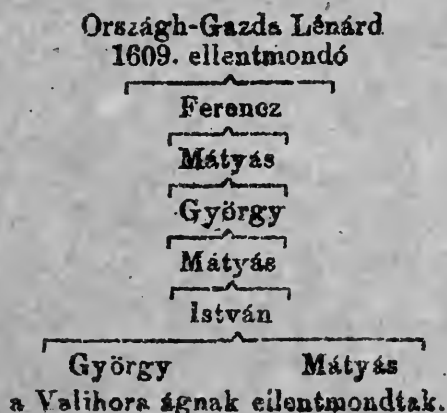 Országh-Gazda Lénárd
1609. ellentmondó
Ferencz
Mátyás
György
Mátyás
István
György Mátyás
a Valihora ágnak ellentmondtak.